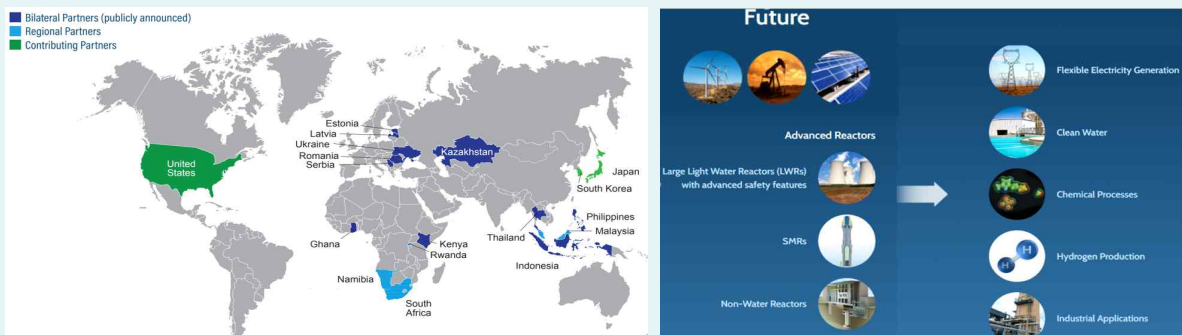 Bilateral Partners (publicly announced)
Regional Partners
Contributing Partners
Estonia
Latvia
Ukraine
Romania
Serbia
Kazakhstan
United
States
Japan
South Korea
Philippines
Malaysia
Thailand
Ghana
Kenya
Rwanda
Indonesia
Namibia
South
Africa
Future
Flexible Electricity Generation
Clean Water
Advanced Reactors
Large Light Water Reactors (LWRs)
with advanced safety features
Chemical Processes
SMRs
H
H
Hydrogen Production
Non-Water Reactors
Industrial Applications